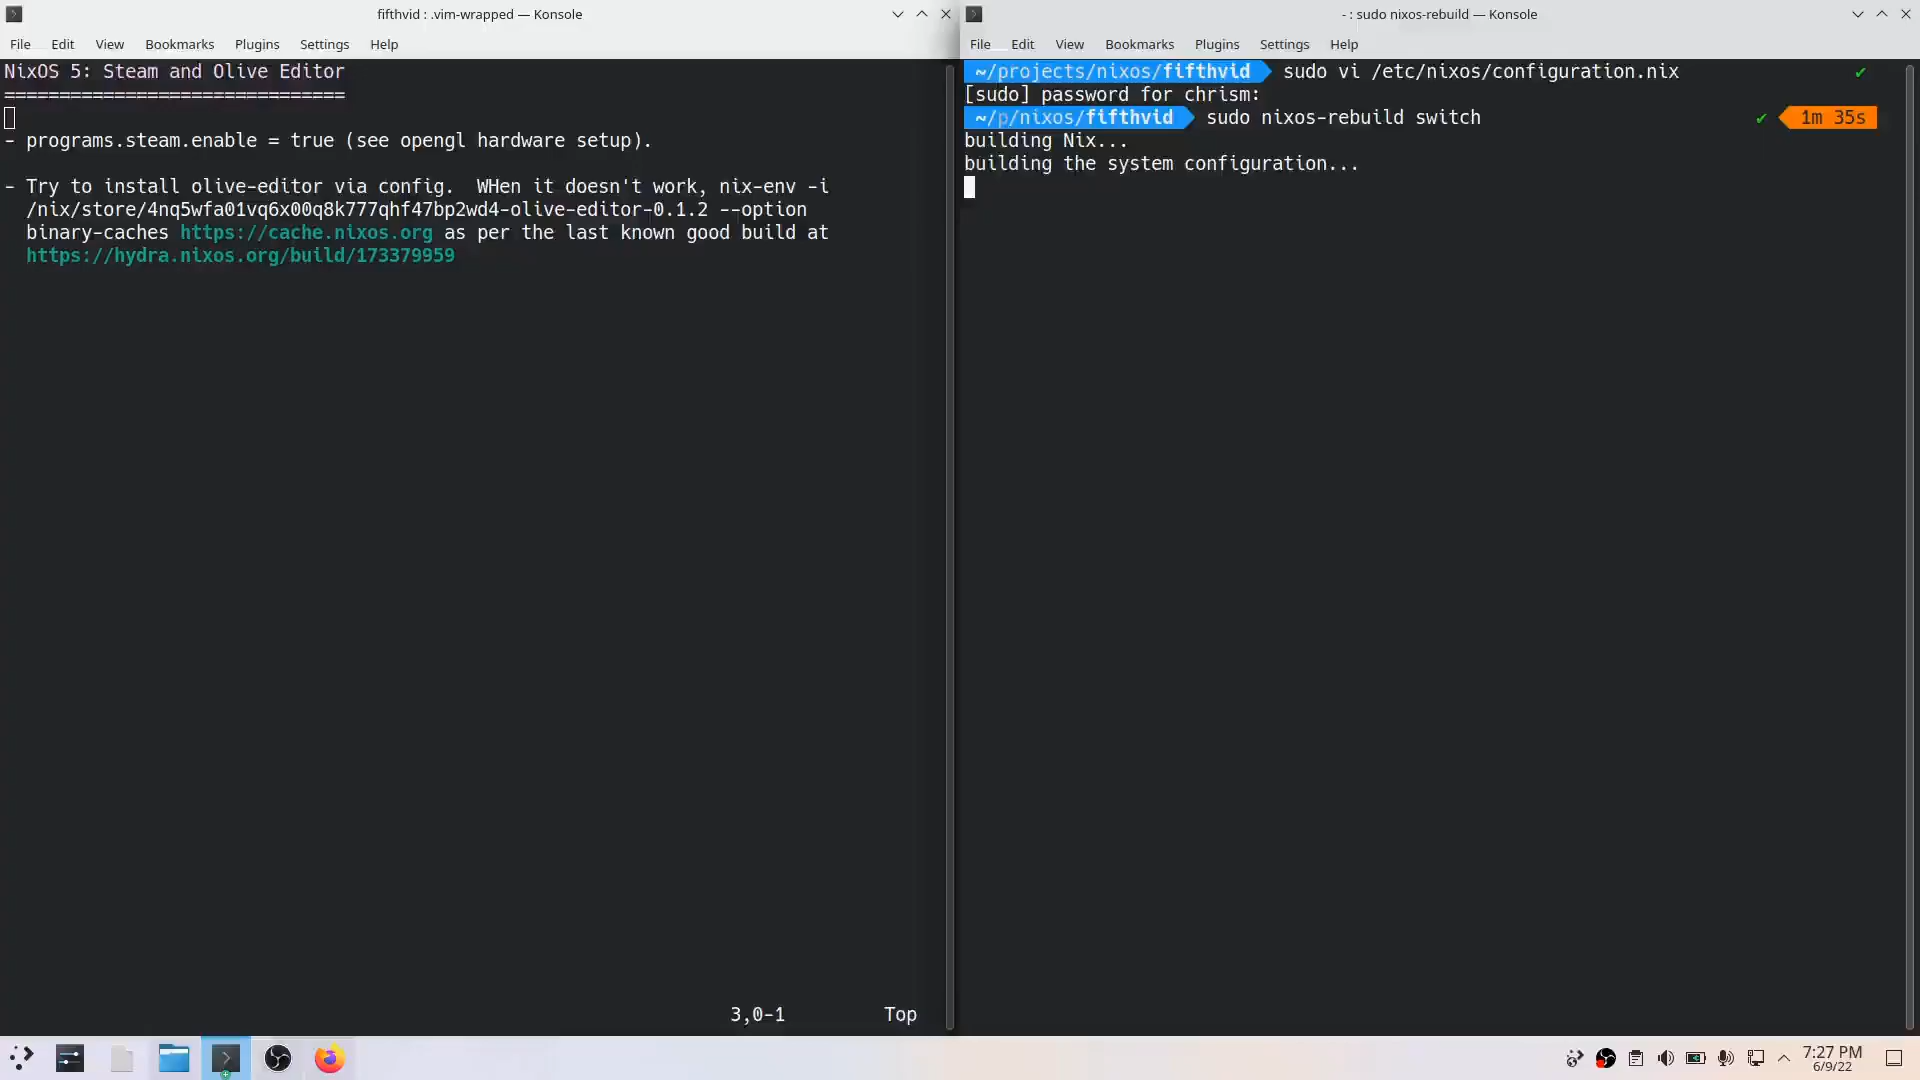 fifthvid : .vim-wrapped — Konsole
File Edit View Bookmarks Plugins Settings Help
NixOS 5: Steam and Olive Editor
===============================
- programs.steam.enable = true (see opengl hardware setup).
- Try to install olive-editor via config.  WHen it doesn't work, nix-env -i
/nix/store/4nq5wfa01vq6x00q8k777qhf47bp2wd4-olive-editor-0.1.2 --option
binary-caches https://cache.nixos.org as per the last known good build at
https://hydra.nixos.org/build/173379959
3,0-1 Top
- : sudo nixos-rebuild — Konsole
File Edit View Bookmarks Plugins Settings Help
~/projects/nixos/fifthvid sudo vi /etc/nixos/configuration.nix ✔
[sudo] password for chrism:
~/p/nixos/fifthvid sudo nixos-rebuild switch ✔ 1m 35s
building Nix...
building the system configuration...
7:27 PM
6/9/22